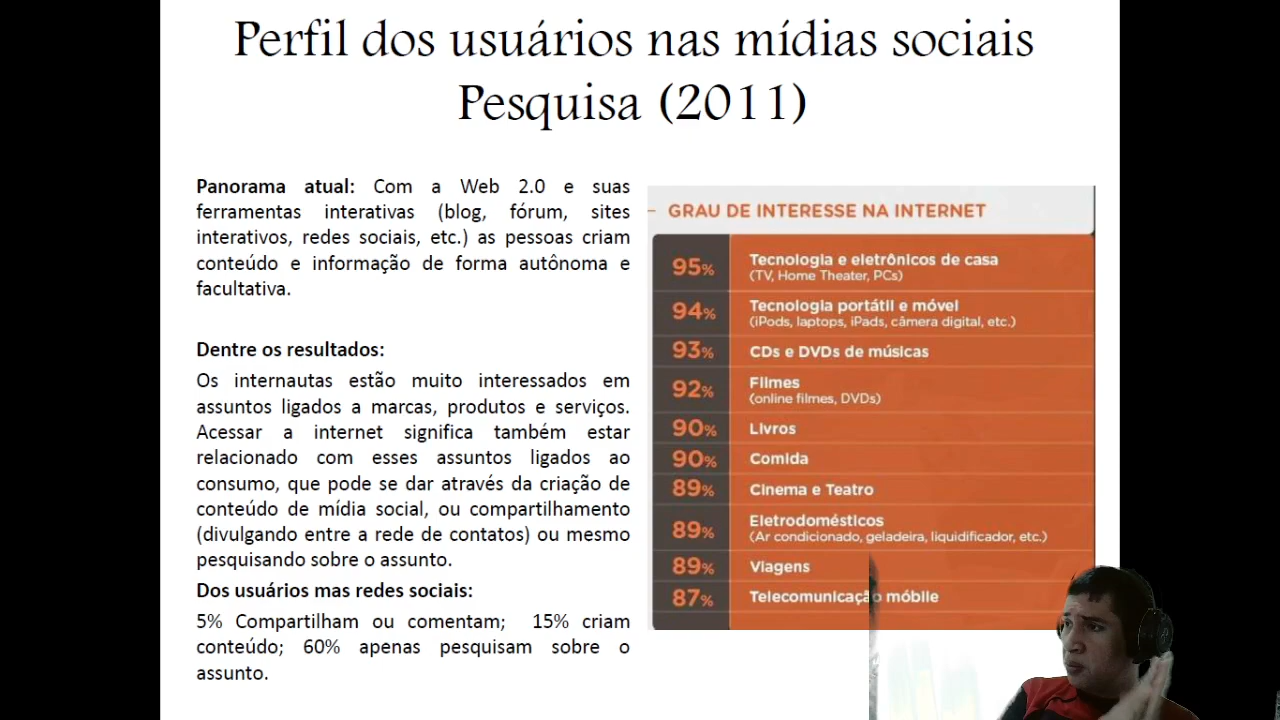 Perfil dos usuários nas mídias sociais
Pesquisa (2011)
Panorama atual: Com a Web 2.0 e suas
ferramentas interativas (blog, fórum, sites
interativos, redes sociais, etc.) as pessoas criam
conteúdo e informação de forma autônoma e
facultativa.
Dentre os resultados:
Os internautas estão muito interessados em
assuntos ligados a marcas, produtos e serviços.
Acessar a internet significa também estar
relacionado com esses assuntos ligados ao
consumo, que pode se dar através da criação de
conteúdo de mídia social, ou compartilhamento
(divulgando entre a rede de contatos) ou mesmo
pesquisando sobre o assunto.
Dos usuários mas redes sociais:
5% Compartilham ou comentam; 15% criam
conteúdo; 60% apenas pesquisam sobre o
assunto.
GRAU DE INTERESSE NA INTERNET
95% Tecnologia e eletrônicos de casa
(TV, Home Theater, PCs)
94% Tecnologia portátil e móvel
(iPods, laptops, iPads, câmera digital, etc.)
93% CDs e DVDs de músicas
92% Filmes
(online filmes, DVDs)
90% Livros
90% Comida
89% Cinema e Teatro
89% Eletrodomésticos
(Ar condicionado, geladeira, liquidificador, etc.)
89% Viagens
87% Telecomunicação móbile